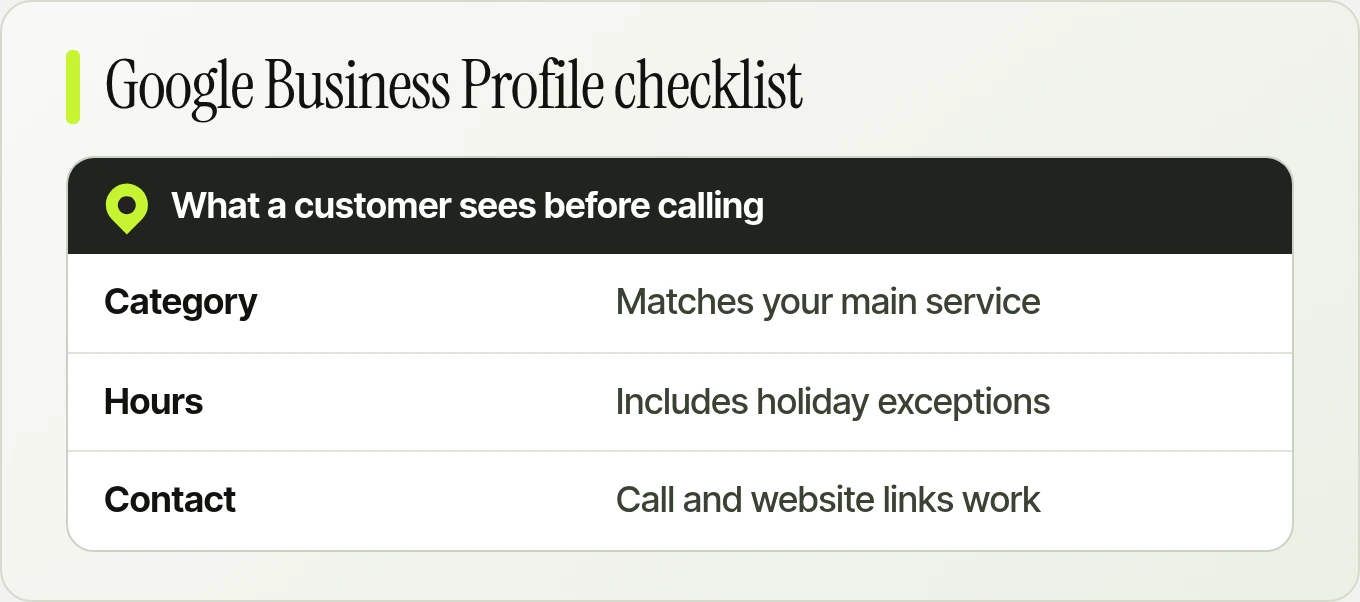 Google Business Profile checklist
What a customer sees before calling
Category Matches your main service
Hours Includes holiday exceptions
Contact Call and website links work